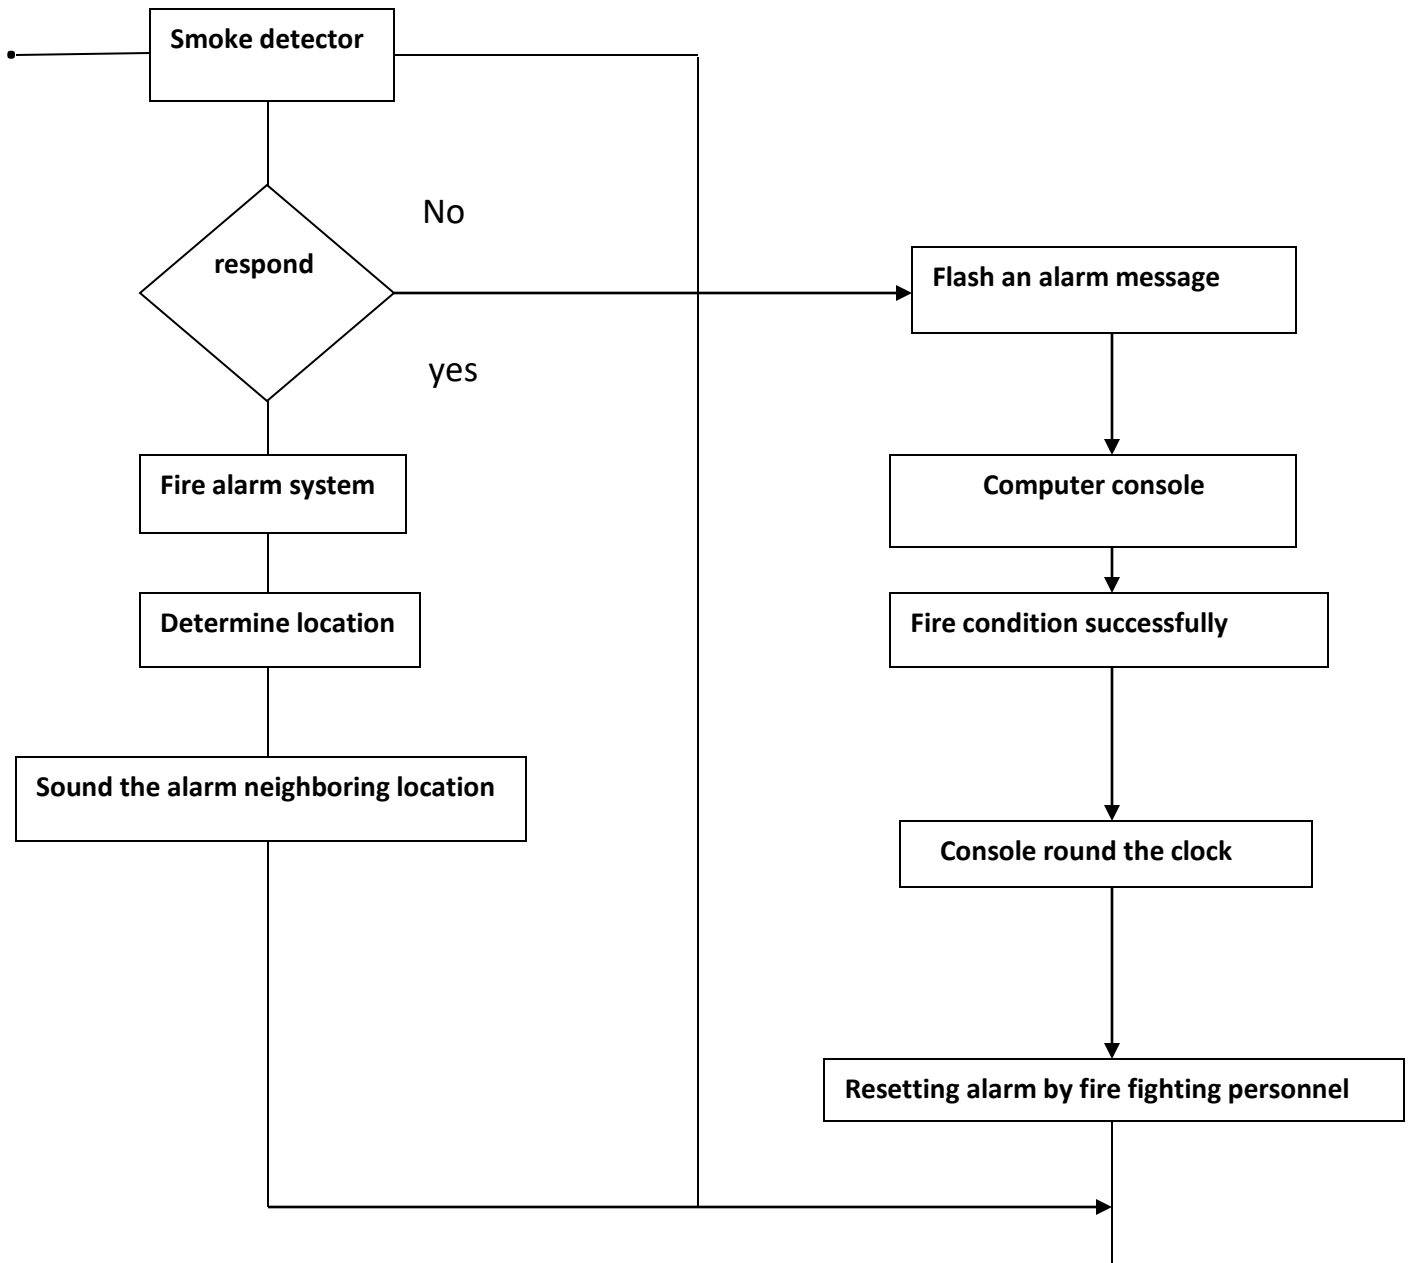 Smoke detector
No
respond
Flash an alarm message
yes
Fire alarm system
Computer console
Determine location
Fire condition successfully
Sound the alarm neighboring location
Console round the clock
Resetting alarm by fire fighting personnel